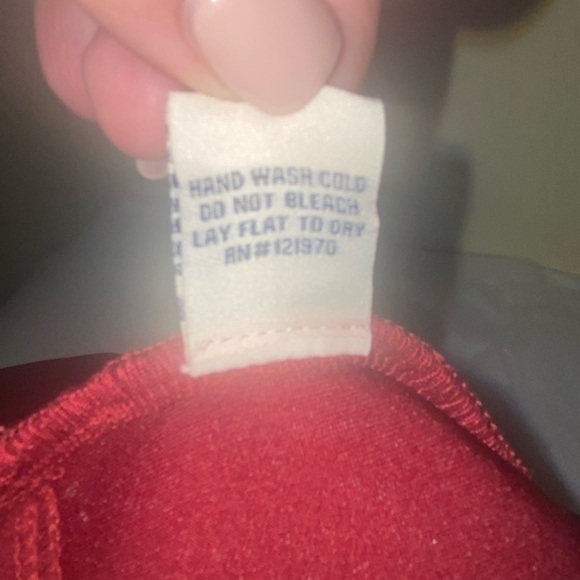 HAND WASH COLD
DO NOT BLEACH
LAY FLAT TO DRY
RN#121970